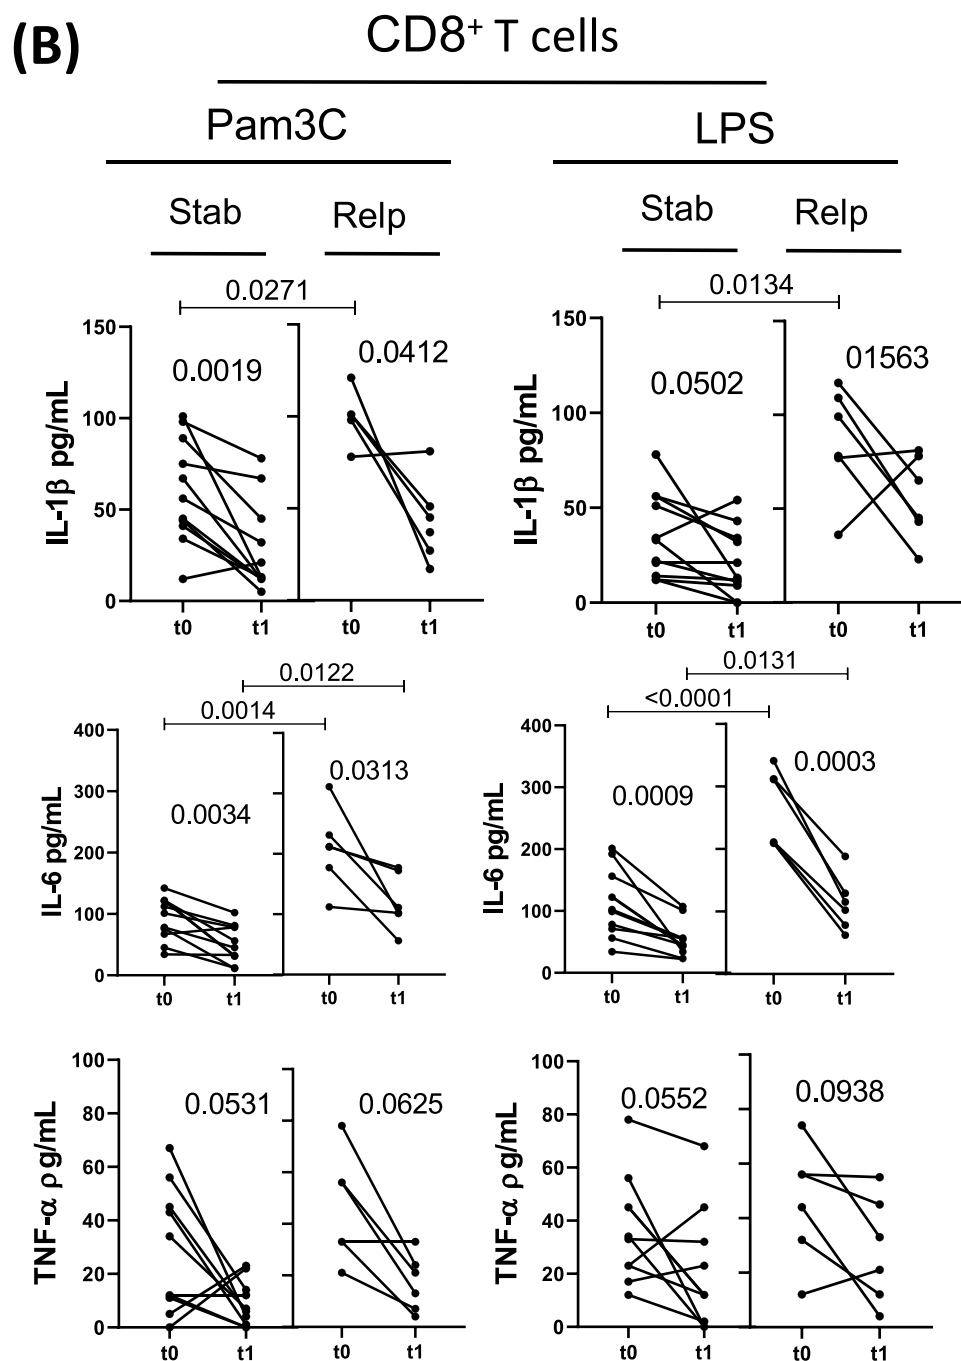 (B)
CD8⁺ T cells
Pam3C
LPS
Stab
Relp
Stab
Relp
0.0271
0.0134
150
100
50
0
IL-1β pg/mL
0.0019
0.0412
t0
t1
t0
t1
150
100
50
0
IL-1β pg/mL
0.0502
01563
t0
t1
t0
t1
0.0122
0.0014
0.0131
<0.0001
400
300
200
100
0
IL-6 pg/mL
0.0034
0.0313
t0
t1
t0
t1
400
300
200
100
0
IL-6 pg/mL
0.0009
0.0003
t0
t1
t0
t1
100
80
60
40
20
0
TNF-α ρg/mL
0.0531
0.0625
t0
t1
t0
t1
100
80
60
40
20
0
TNF-α ρg/mL
0.0552
0.0938
t0
t1
t0
t1